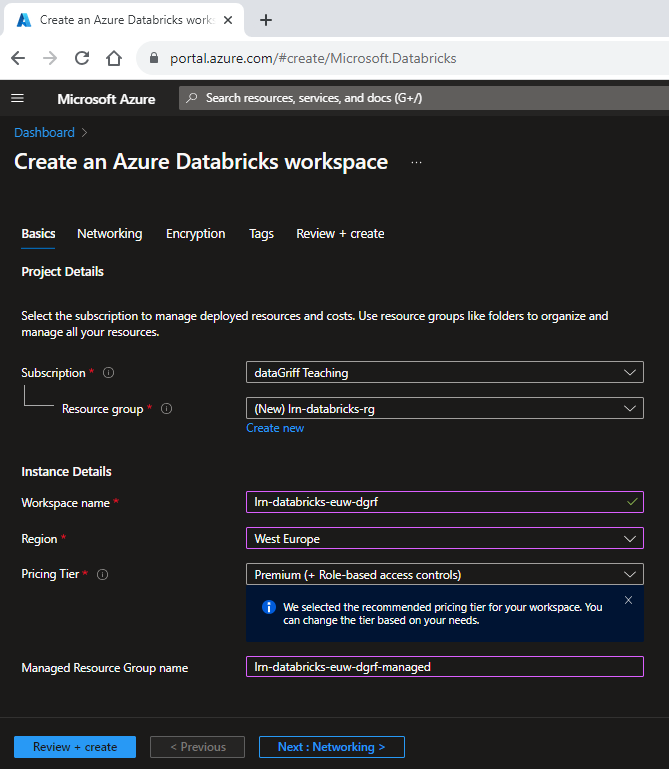 Create an Azure Databricks works
portal.azure.com/#create/Microsoft.Databricks
Microsoft Azure
Search resources, services, and docs (G+/)
Dashboard >
Create an Azure Databricks workspace ...
Basics Networking Encryption Tags Review + create
Project Details
Select the subscription to manage deployed resources and costs. Use resource groups like folders to organize and
manage all your resources.
Subscription *
dataGriff Teaching
Resource group *
(New) lrn-databricks-rg
Create new
Instance Details
Workspace name *
lrn-databricks-euw-dgrf
Region *
West Europe
Pricing Tier *
Premium (+ Role-based access controls)
We selected the recommended pricing tier for your workspace. You
can change the tier based on your needs.
Managed Resource Group name
lrn-databricks-euw-dgrf-managed
Review + create
< Previous
Next : Networking >